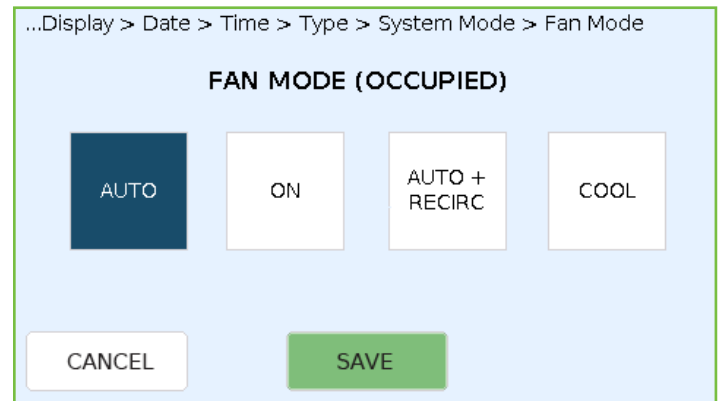 ...Display > Date > Time > Type > System Mode > Fan Mode
FAN MODE (OCCUPIED)
AUTO
ON
AUTO +
RECIRC
COOL
CANCEL
SAVE